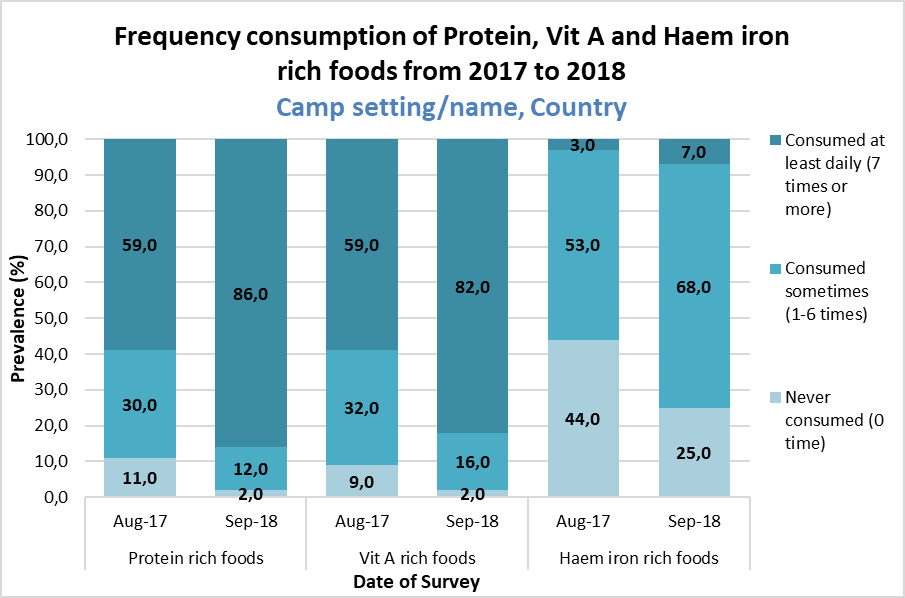 Frequency consumption of Protein, Vit A and Haem iron
rich foods from 2017 to 2018
Camp setting/name, Country
Prevalence (%)
100,0
90,0
80,0
70,0
60,0
50,0
40,0
30,0
20,0
10,0
0,0
59,0
30,0
11,0
86,0
12,0
2,0
59,0
32,0
9,0
82,0
16,0
2,0
3,0
53,0
44,0
7,0
68,0
25,0
Aug-17
Sep-18
Aug-17
Sep-18
Aug-17
Sep-18
Protein rich foods
Vit A rich foods
Haem iron rich foods
Date of Survey
Consumed at
least daily (7
times or
more)
Consumed
sometimes
(1-6 times)
Never
consumed (0
time)